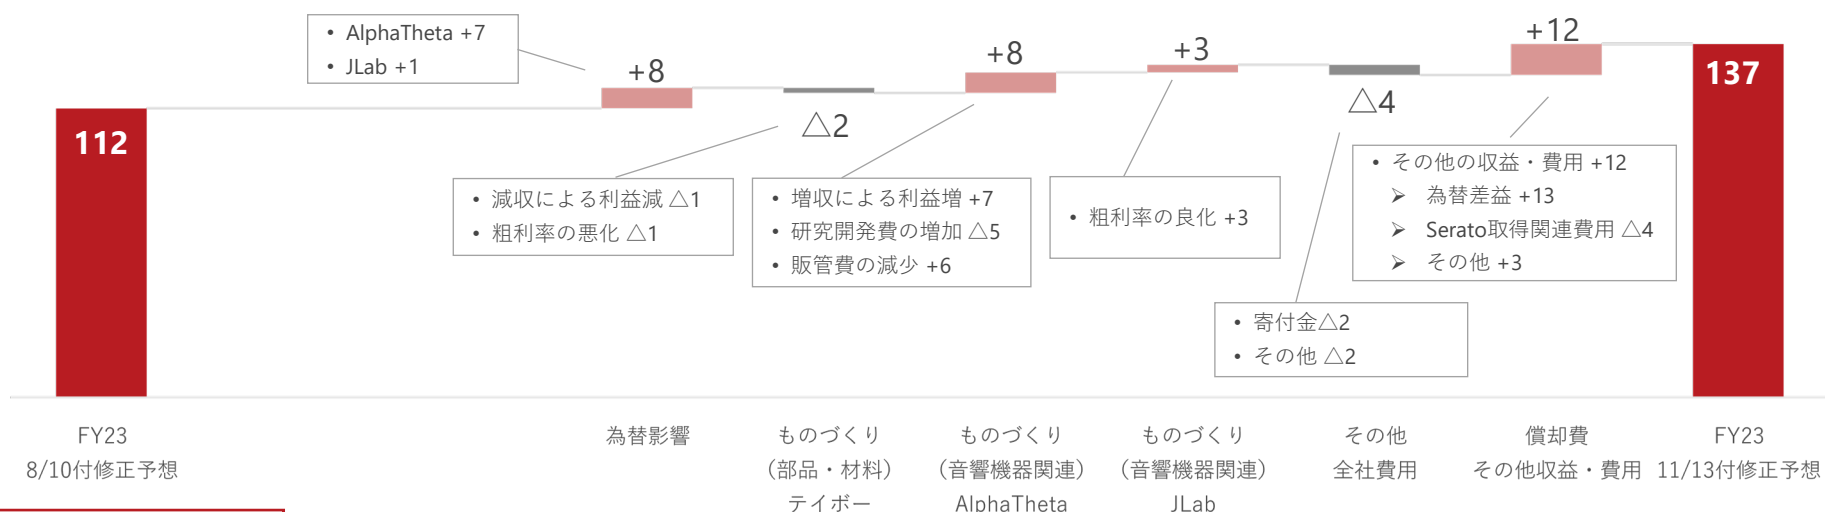 • AlphaTheta +7
• JLab +1
+8
△2
+8
+3
△4
+12
112
137
• 減収による利益減 △1
• 粗利率の悪化 △1
• 増収による利益増 +7
• 研究開発費の増加 △5
• 販管費の減少 +6
• 粗利率の良化 +3
• 寄付金△2
• その他 △2
• その他の収益・費用 +12
➢ 為替差益 +13
➢ Serato取得関連費用 △4
➢ その他 +3
FY23
8/10付修正予想
為替影響
ものづくり
(部品・材料)
テイボー
ものづくり
(音響機器関連)
AlphaTheta
ものづくり
(音響機器関連)
JLab
その他
全社費用
償却費
その他収益・費用
FY23
11/13付修正予想